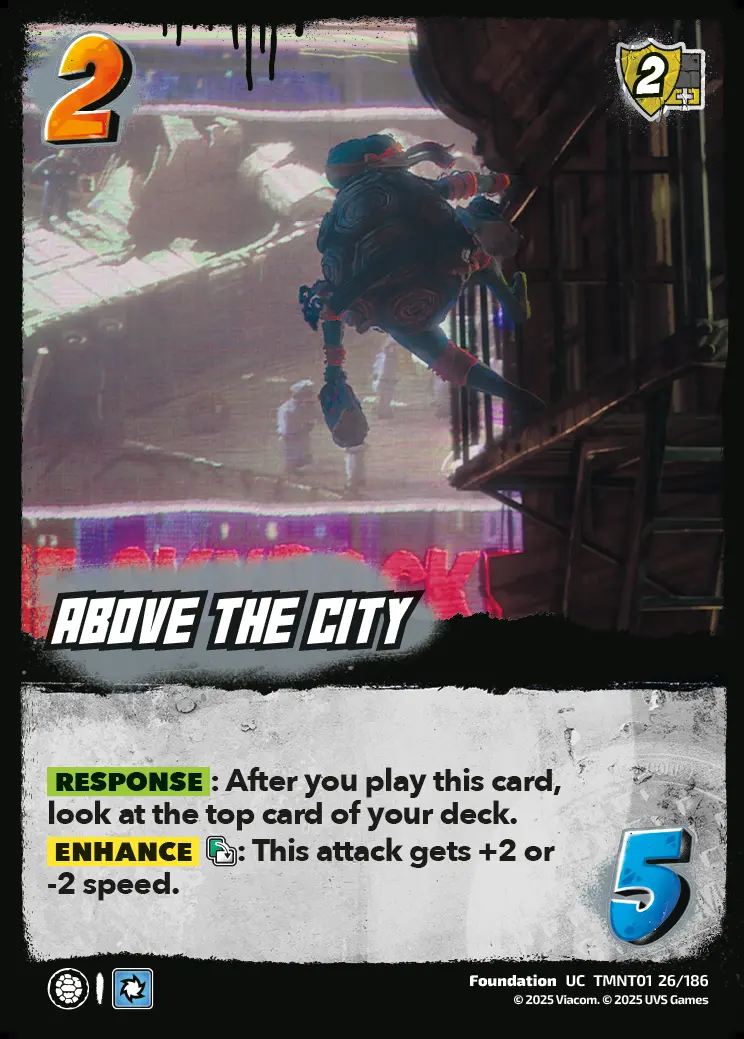 2
2
ABOVE THE CITY
RESPONSE: After you play this card,
look at the top card of your deck.
ENHANCE : This attack gets +2 or
-2 speed.
5
Foundation UC TMNT01 26/186
© 2025 Viacom. © 2025 UVS Games